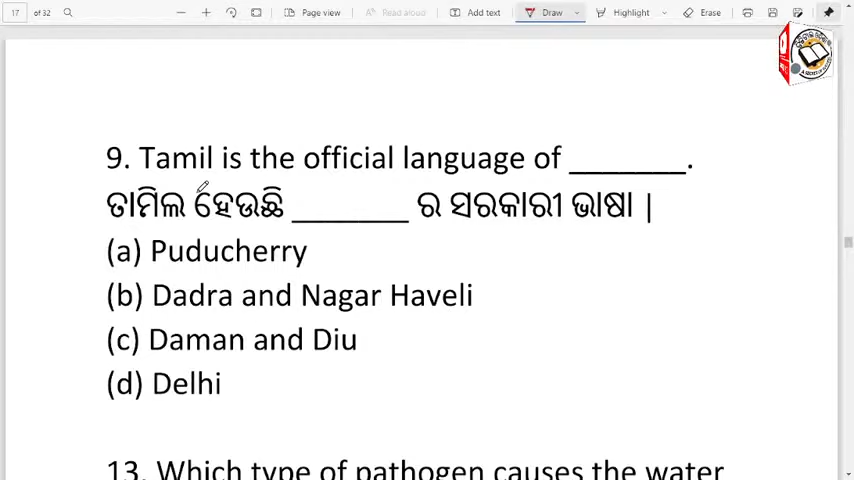 17 of 32 Page view Read aloud Add text Draw Highlight Erase
9. Tamil is the official language of _______.
ତାମିଲ ହେଉଛି _______ ର ସରକାରୀ ଭାଷା |
(a) Puducherry
(b) Dadra and Nagar Haveli
(c) Daman and Diu
(d) Delhi
13. Which type of pathogen causes the water